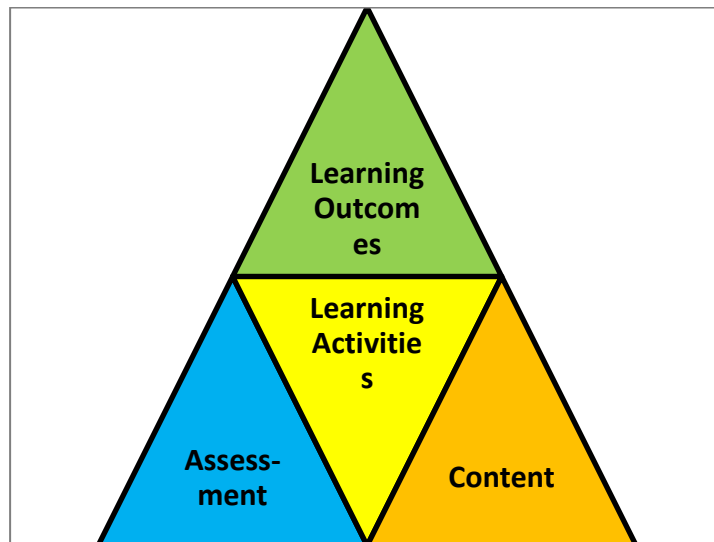 Learning
Outcom
es
Learning
Activitie
s
Assess-
ment
Content